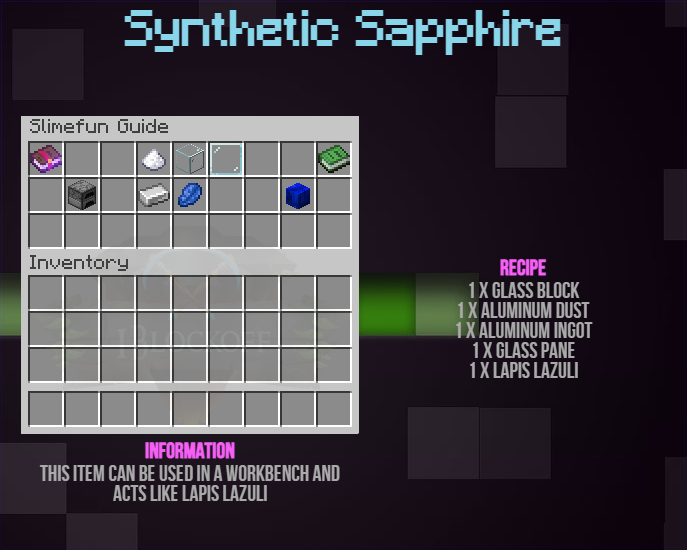 Synthetic Sapphire
Slimefun Guide
Inventory
IBLOCKOFF
RECIPE
1 X GLASS BLOCK
1 X ALUMINUM DUST
1 X ALUMINUM INGOT
1 X GLASS PANE
1 X LAPIS LAZULI
INFORMATION
THIS ITEM CAN BE USED IN A WORKBENCH AND
ACTS LIKE LAPIS LAZULI